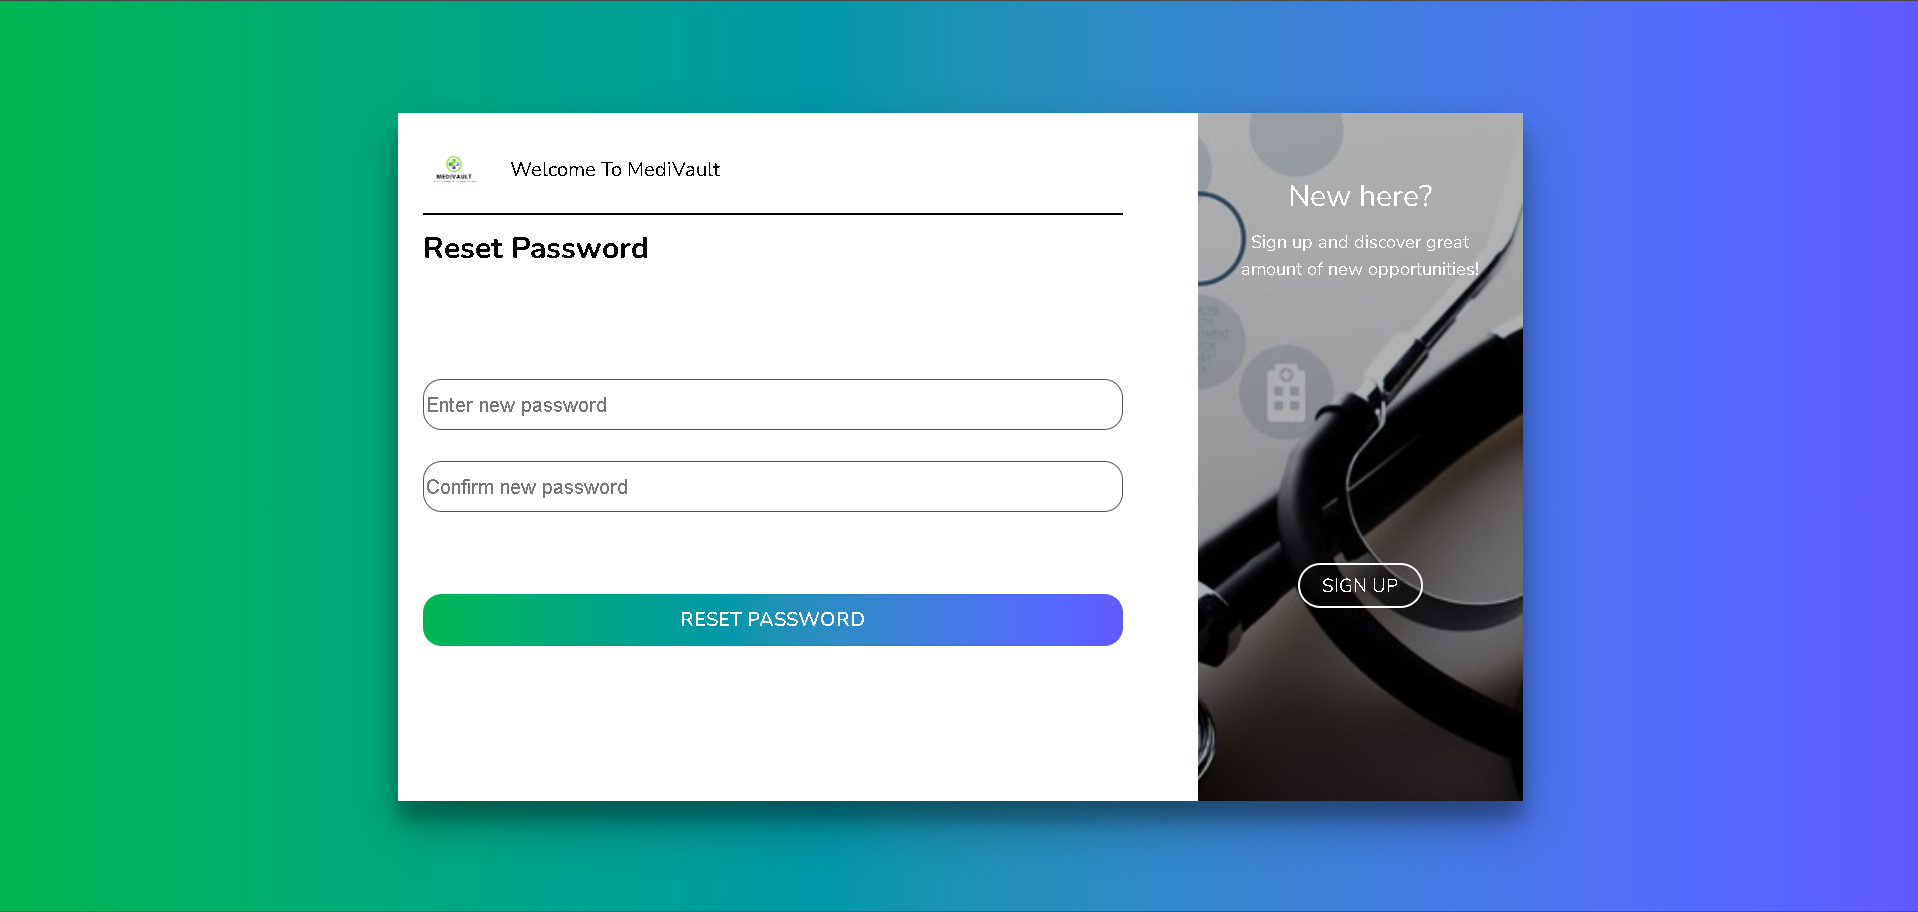 MEDIVAULT
Welcome To MediVault
Reset Password
Enter new password
Confirm new password
RESET PASSWORD
New here?
Sign up and discover great
amount of new opportunities!
SIGN UP